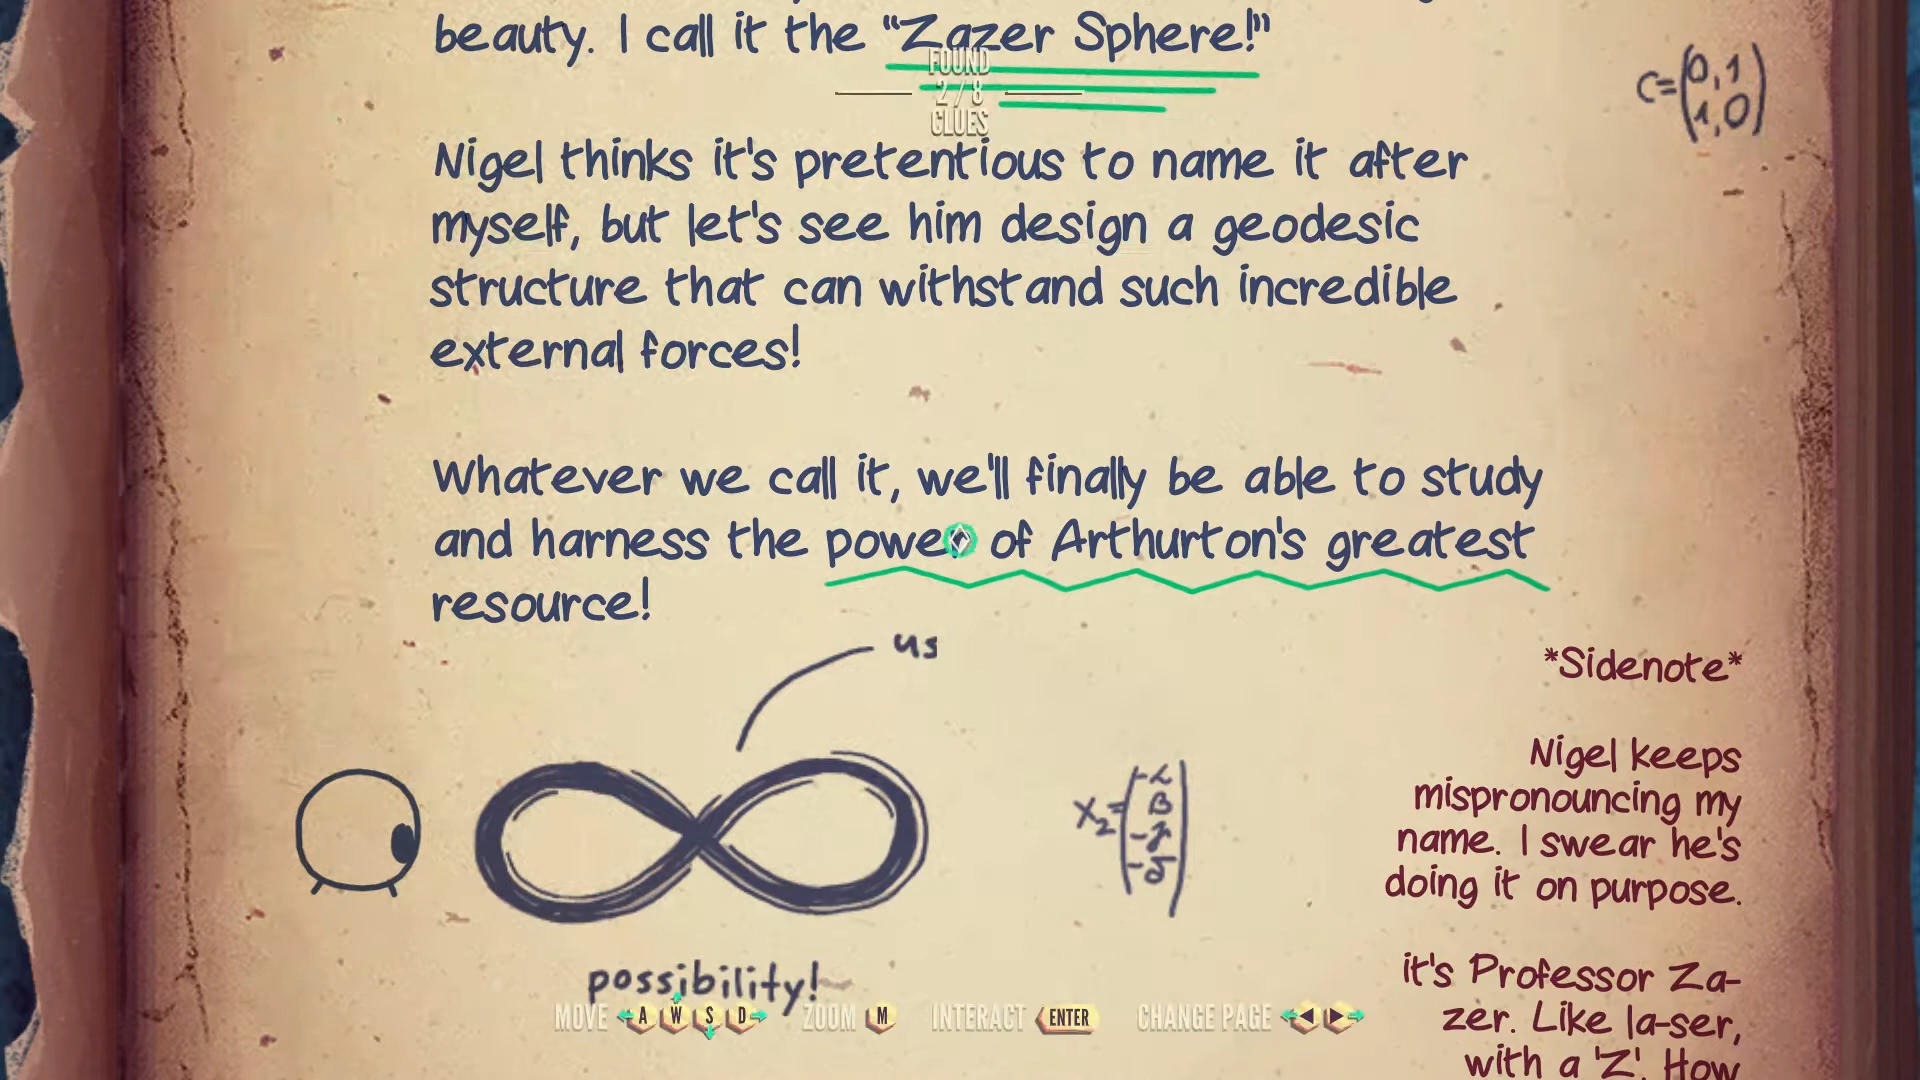 beauty. I call it the "Zazer Sphere!"
FOUND
2/8
CLUES
C=(0,1
1,0)
Nigel thinks it's pretentious to name it after
myself, but let's see him design a geodesic
structure that can withstand such incredible
external forces!
Whatever we call it, we'll finally be able to study
and harness the power of Arthurton's greatest
resource!
us
possibility!
*Sidenote*
Nigel keeps
mispronouncing my
name. I swear he's
doing it on purpose.
it's Professor Za-
zer. Like la-ser,
with a 'Z'. How
MOVE A W S D ZOOM M INTERACT ENTER CHANGE PAGE